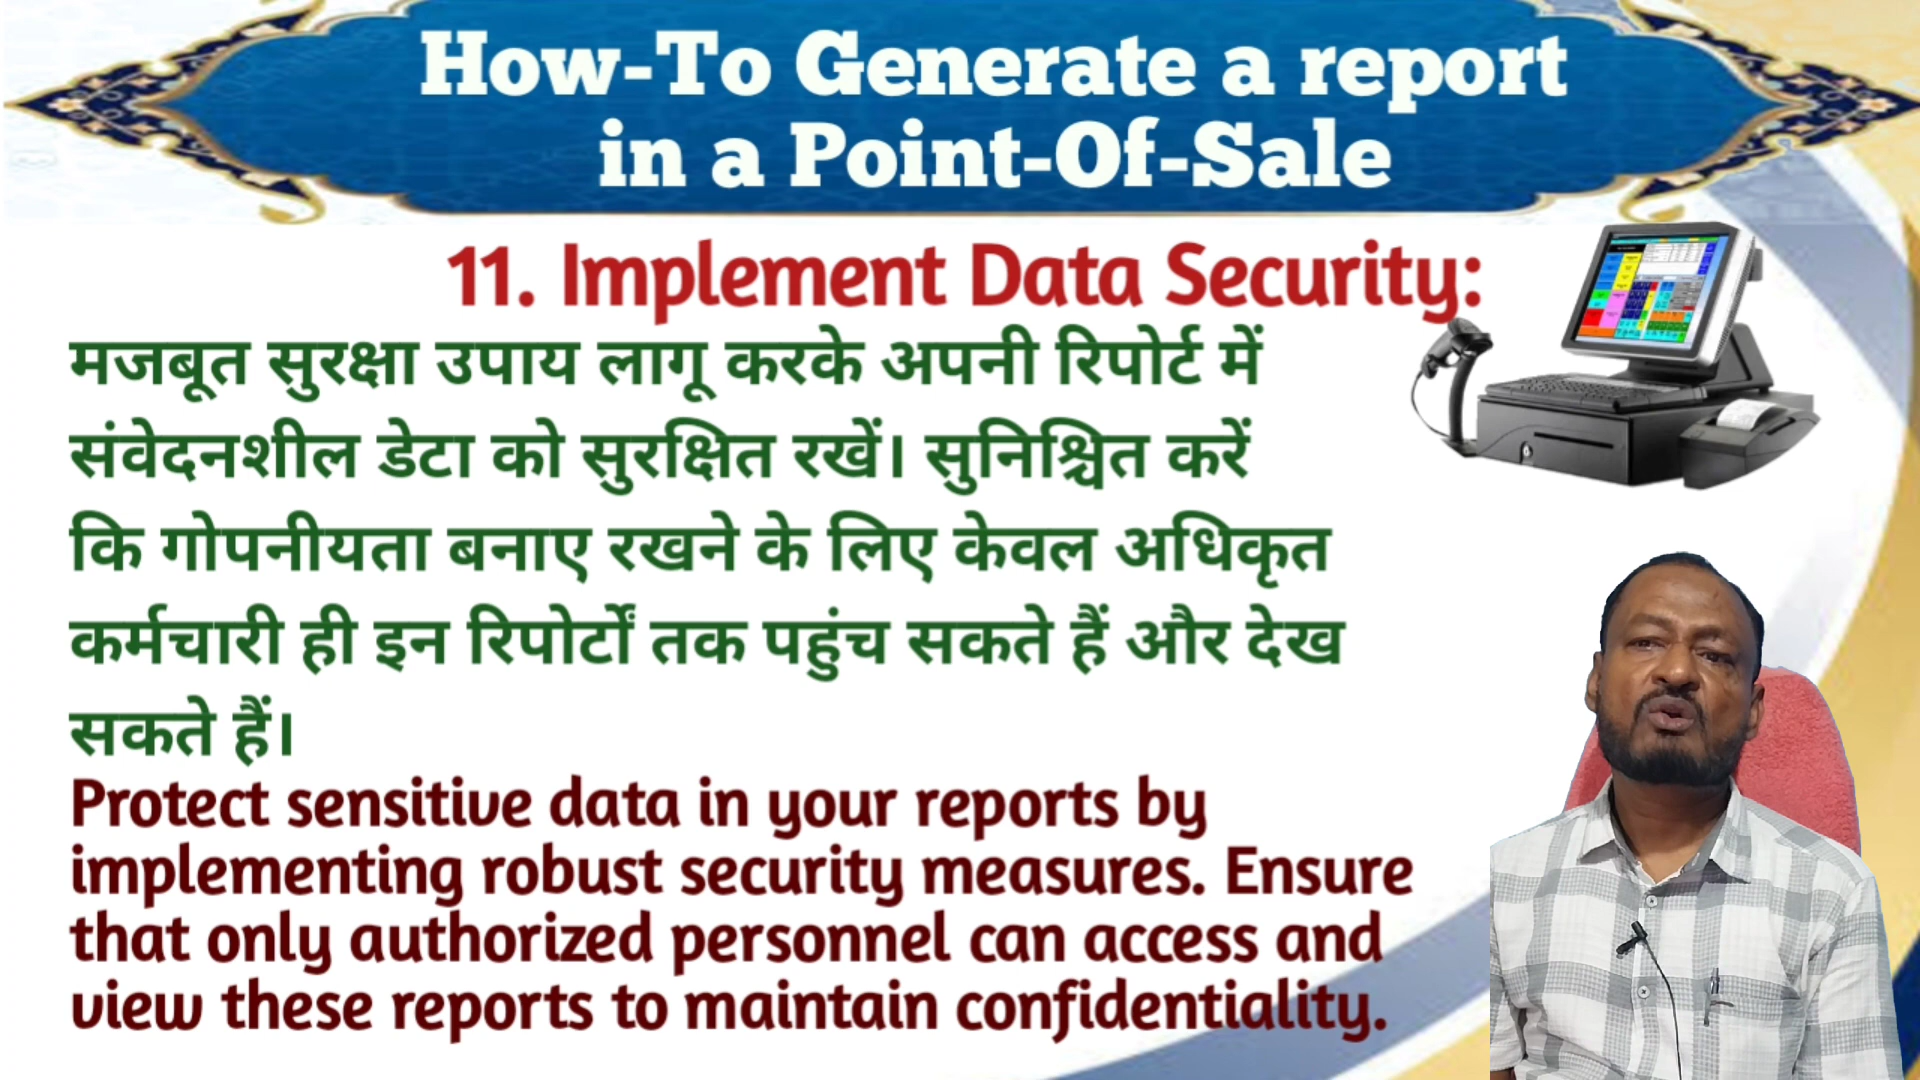 How-To Generate a report
in a Point-Of-Sale
11. Implement Data Security:
मजबूत सुरक्षा उपाय लागू करके अपनी रिपोर्ट में
संवेदनशील डेटा को सुरक्षित रखें। सुनिश्चित करें
कि गोपनीयता बनाए रखने के लिए केवल अधिकृत
कर्मचारी ही इन रिपोर्टों तक पहुंच सकते हैं और देख
सकते हैं।
Protect sensitive data in your reports by
implementing robust security measures. Ensure
that only authorized personnel can access and
view these reports to maintain confidentiality.